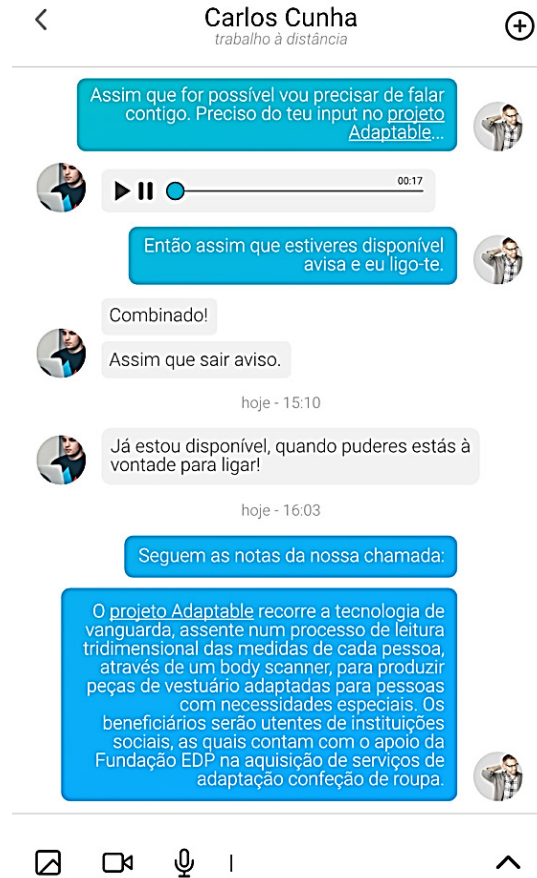 Carlos Cunha
trabalho à distância
Assim que for possível vou precisar de falar
contigo. Preciso do teu input no projeto
Adaptable...
00:17
Então assim que estiveres disponível
avisa e eu ligo-te.
Combinado!
Assim que sair aviso.
hoje - 15:10
Já estou disponível, quando puderes estás à
vontade para ligar!
hoje - 16:03
Seguem as notas da nossa chamada:
O projeto Adaptable recorre a tecnologia de
vanguarda, assente num processo de leitura
tridimensional das medidas de cada pessoa,
através de um body scanner, para produzir
peças de vestuário adaptadas para pessoas
com necessidades especiais. Os
beneficiários serão utentes de instituições
sociais, as quais contam com o apoio da
Fundação EDP na aquisição de serviços de
adaptação confeção de roupa.